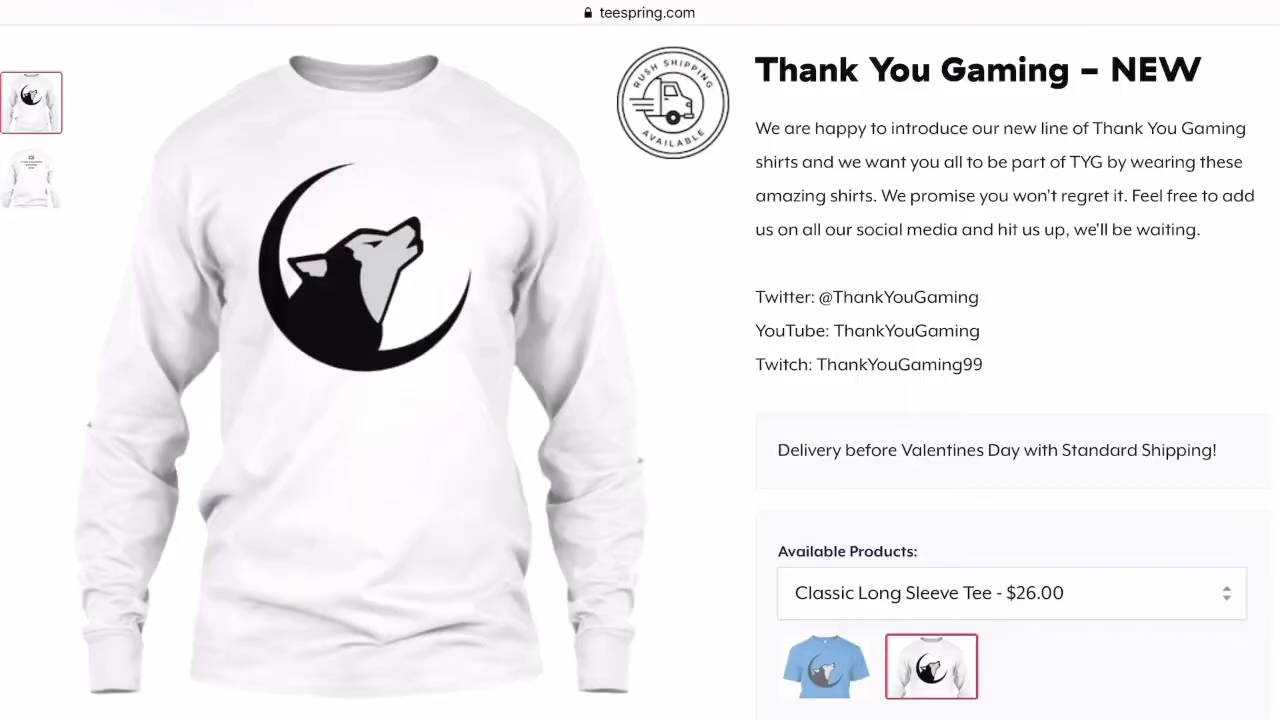 teespring.com
RUSH SHIPPING
AVAILABLE
Thank You Gaming – NEW
We are happy to introduce our new line of Thank You Gaming
shirts and we want you all to be part of TYG by wearing these
amazing shirts. We promise you won't regret it. Feel free to add
us on all our social media and hit us up, we'll be waiting.
Twitter: @ThankYouGaming
YouTube: ThankYouGaming
Twitch: ThankYouGaming99
Delivery before Valentines Day with Standard Shipping!
Available Products:
Classic Long Sleeve Tee - $26.00